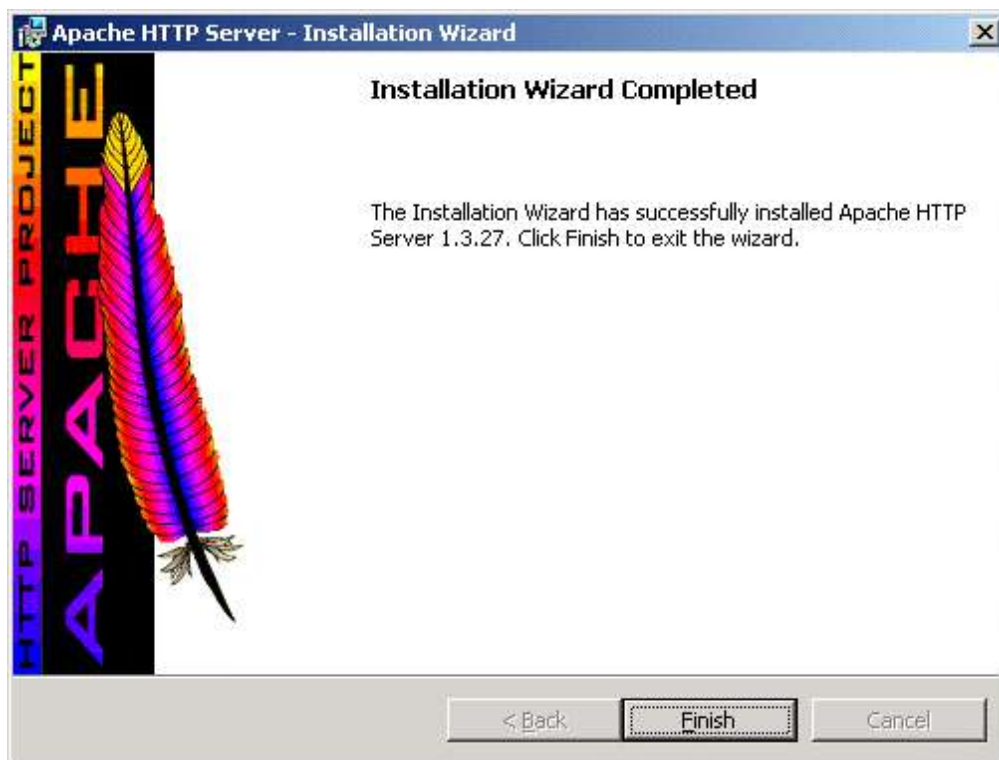 Apache HTTP Server - Installation Wizard
HTTP SERVER PROJECT
APACHE
Installation Wizard Completed
The Installation Wizard has successfully installed Apache HTTP
Server 1.3.27. Click Finish to exit the wizard.
< Back
Finish
Cancel